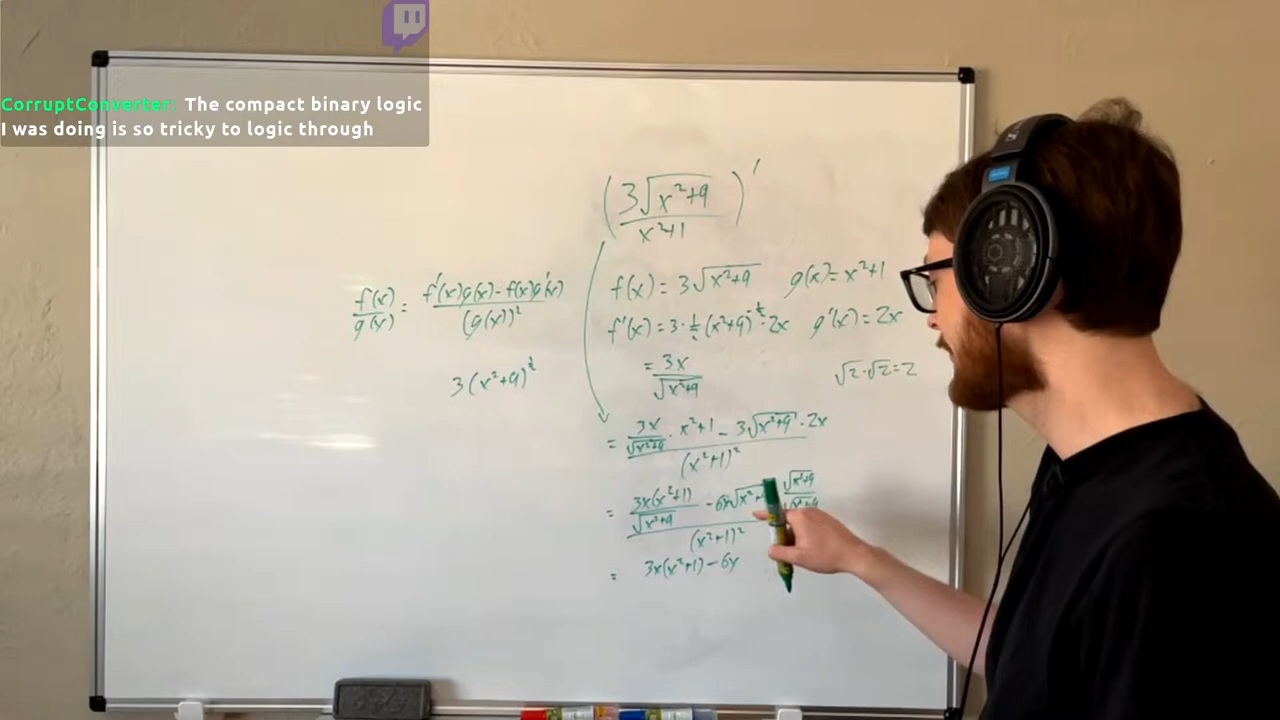 CorruptConverter: The compact binary logic
I was doing is so tricky to logic through
(3√(x²+9) / (x²+1))′
f(x)/g(x) = (f′(x)g(x) - f(x)g′(x)) / (g(x))²
3(x²+9)^½
f(x) = 3√(x²+9) g(x) = x²+1
f′(x) = 3·½(x²+9)^-½·2x g′(x) = 2x
= 3x / √(x²+9)
√2·√2=2
= (3x/√(x²+9) · x²+1 - 3√(x²+9) · 2x) / (x²+1)²
= (3x(x²+1)/√(x²+9) - 6x√(x²+ √(x²+9)/√(x²+9)) / (x²+1)²
= 3x(x²+1) - 6x